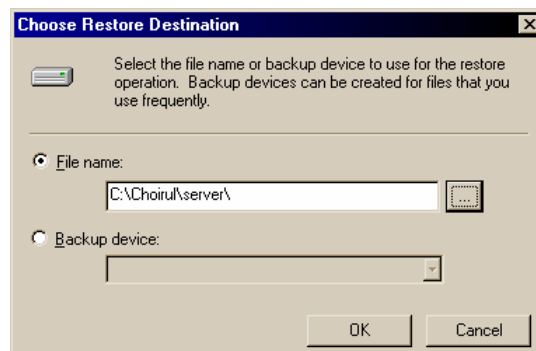 Choose Restore Destination
Select the file name or backup device to use for the restore
operation. Backup devices can be created for files that you
use frequently.
File name:
C:\Choirul\server\
...
Backup device:
OK
Cancel